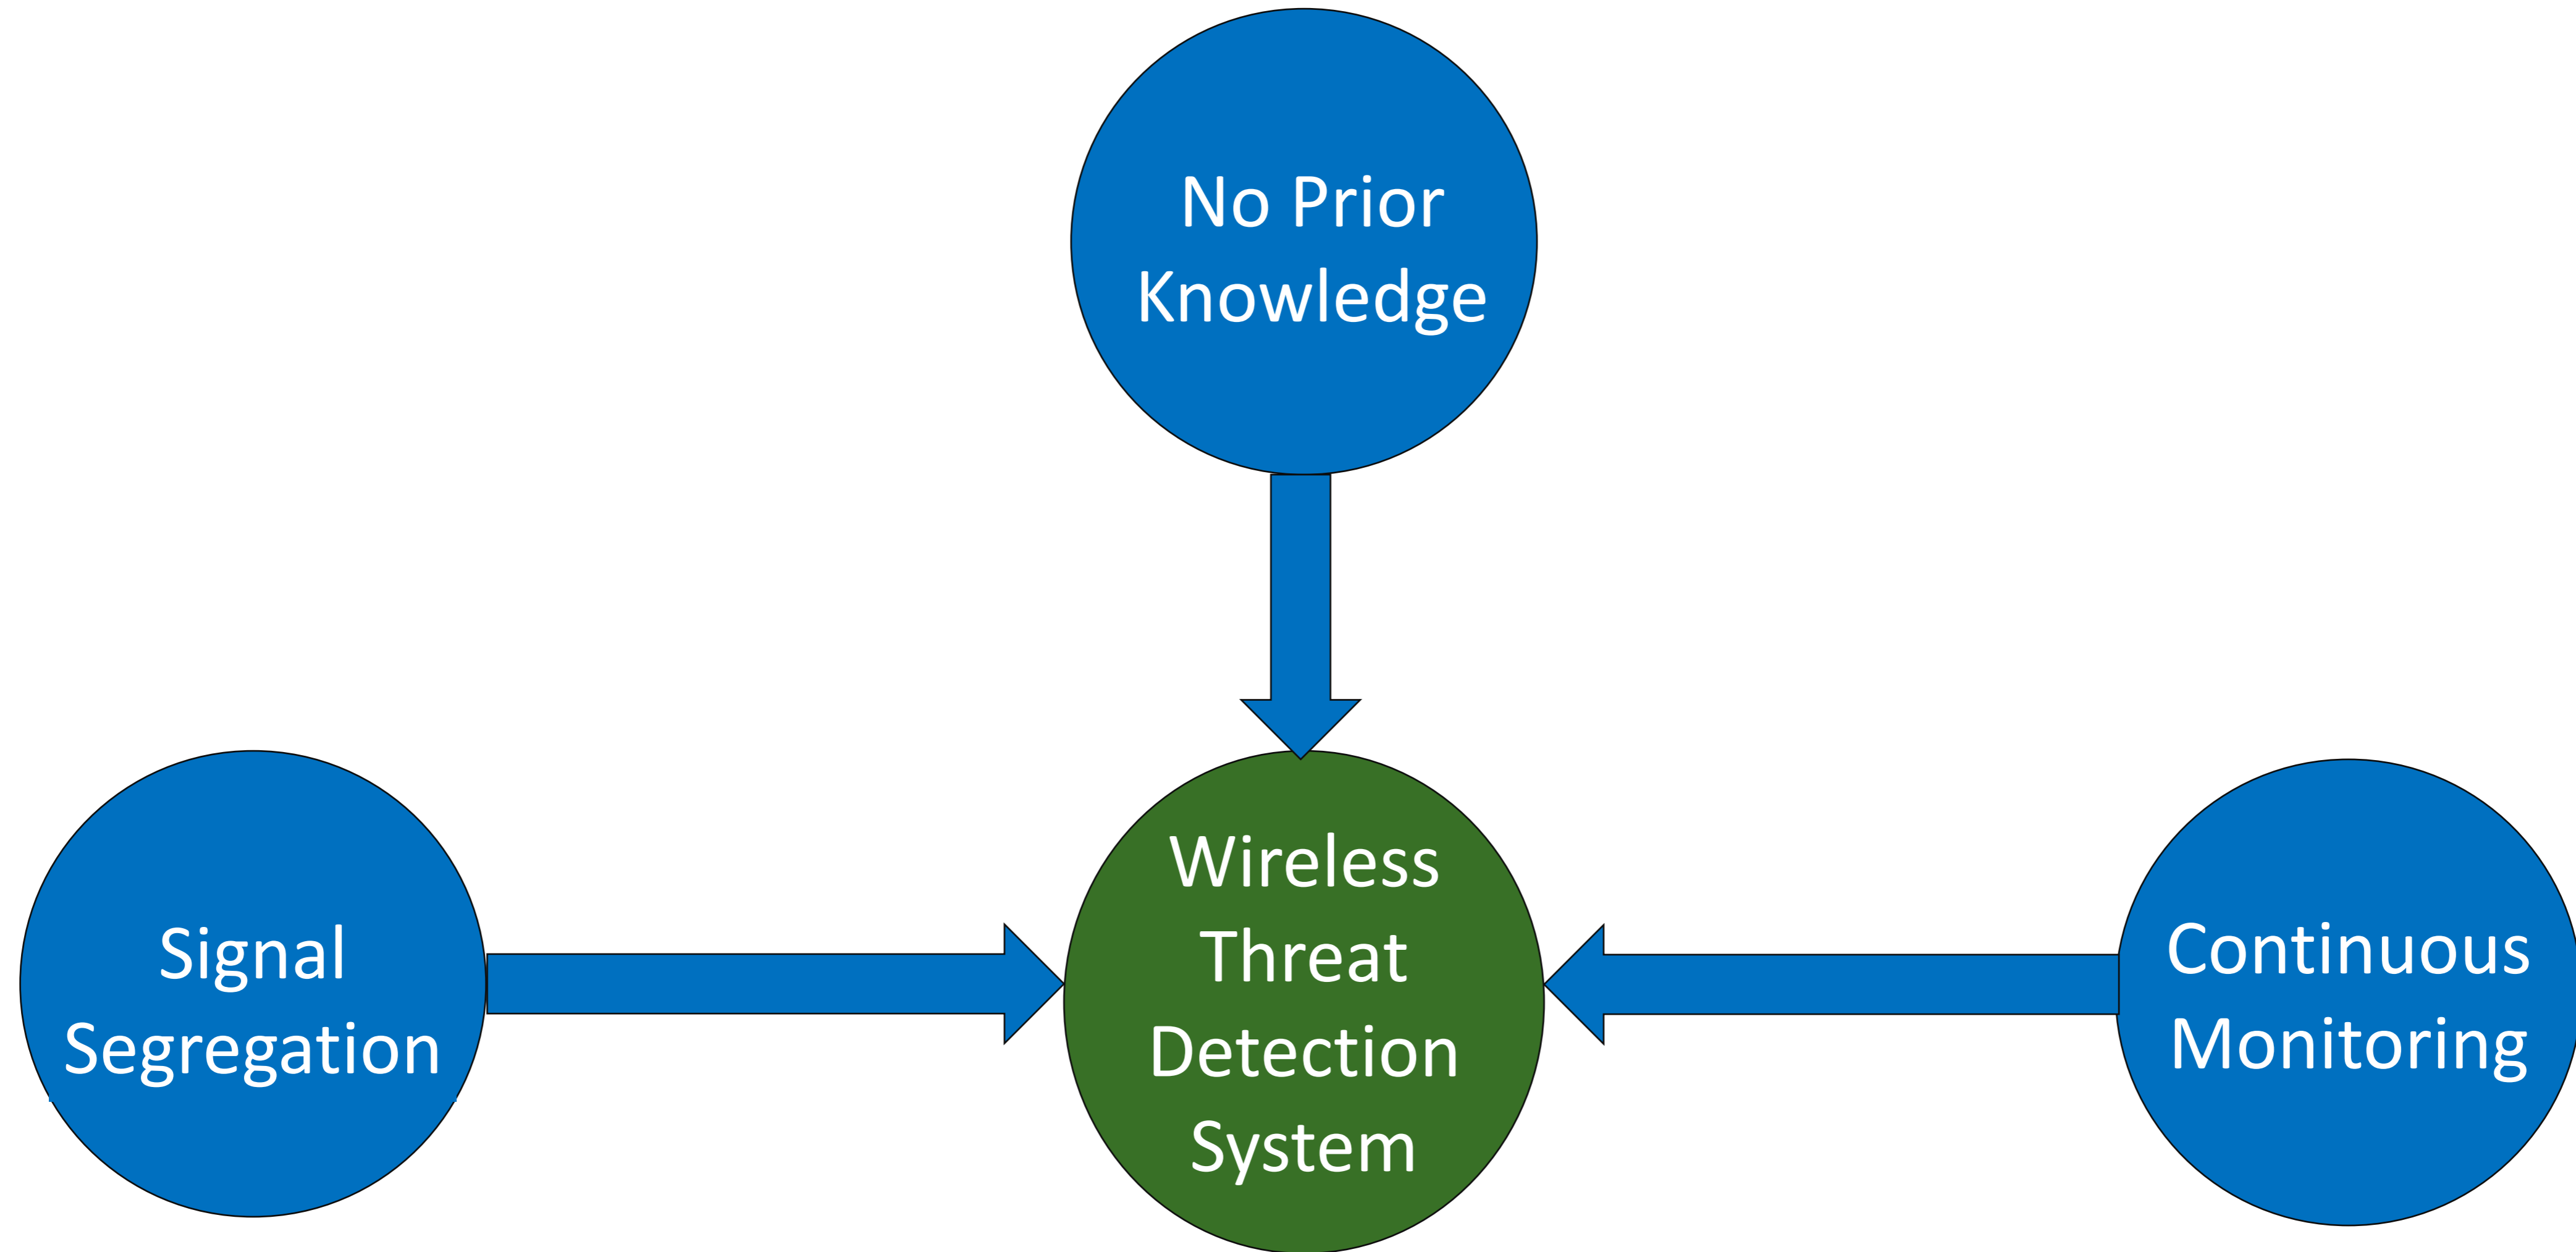 No Prior
Knowledge
Signal
Segregation
Wireless
Threat
Detection
System
Continuous
Monitoring